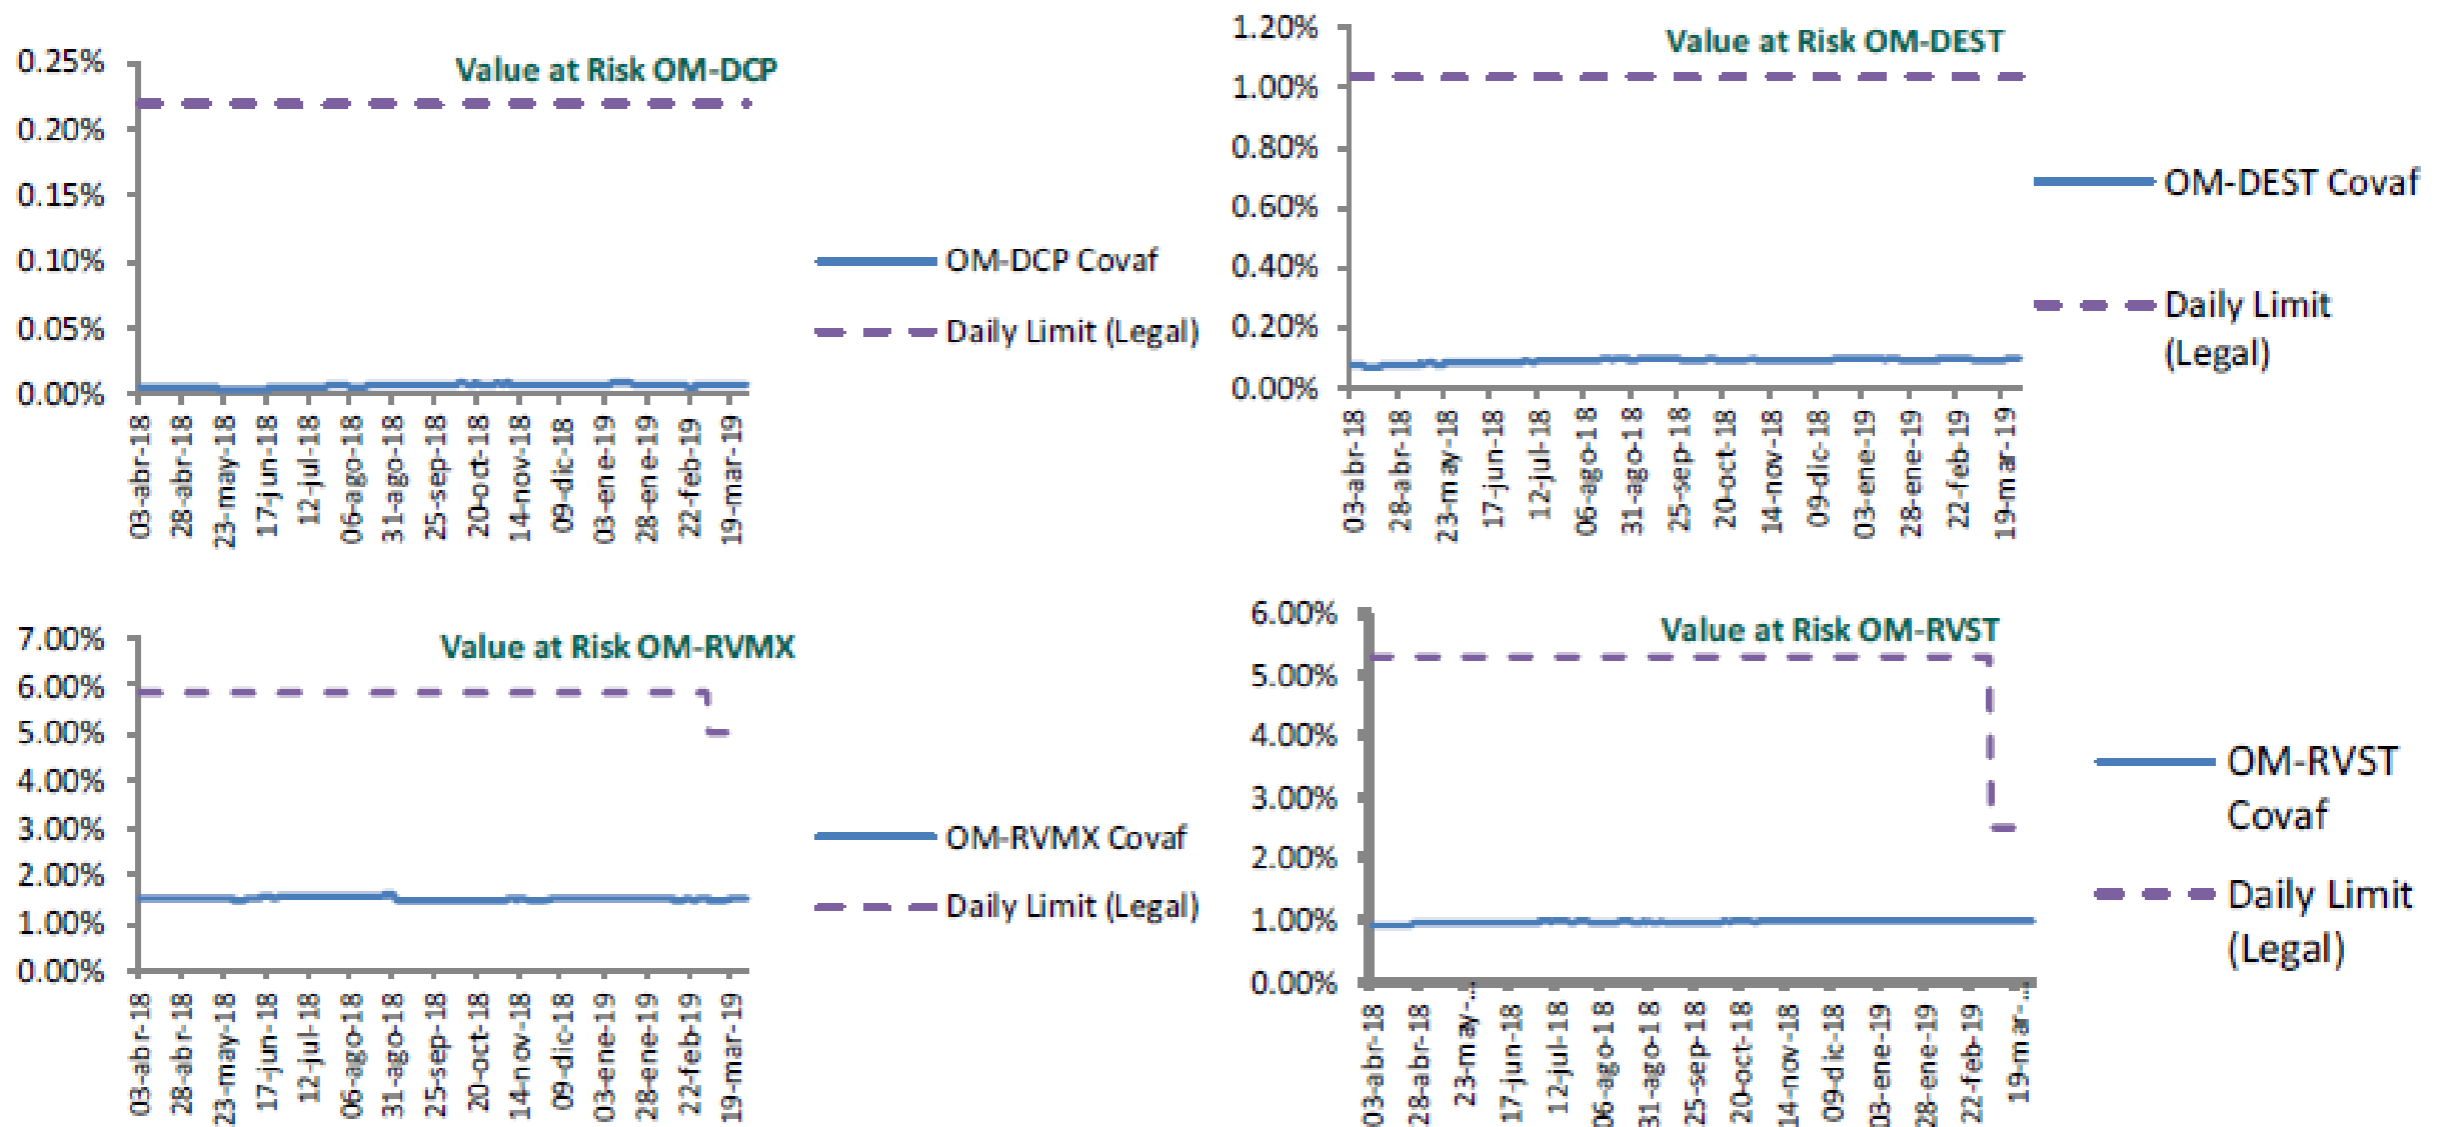 Value at Risk OM-DCP
0.25%
0.20%
0.15%
0.10%
0.05%
0.00%
03-abr-18
28-abr-18
23-may-18
17-jun-18
12-jul-18
06-ago-18
31-ago-18
25-sep-18
20-oct-18
14-nov-18
09-dic-18
03-ene-19
28-ene-19
22-feb-19
19-mar-19
OM-DCP Covaf
Daily Limit (Legal)
Value at Risk OM-DEST
1.20%
1.00%
0.80%
0.60%
0.40%
0.20%
0.00%
03-abr-18
28-abr-18
23-may-18
17-jun-18
12-jul-18
06-ago-18
31-ago-18
25-sep-18
20-oct-18
14-nov-18
09-dic-18
03-ene-19
28-ene-19
22-feb-19
19-mar-19
OM-DEST Covaf
Daily Limit
(Legal)
Value at Risk OM-RVMX
7.00%
6.00%
5.00%
4.00%
3.00%
2.00%
1.00%
0.00%
03-abr-18
28-abr-18
23-may-18
17-jun-18
12-jul-18
06-ago-18
31-ago-18
25-sep-18
20-oct-18
14-nov-18
09-dic-18
03-ene-19
28-ene-19
22-feb-19
19-mar-19
OM-RVMX Covaf
Daily Limit (Legal)
Value at Risk OM-RVST
6.00%
5.00%
4.00%
3.00%
2.00%
1.00%
0.00%
03-abr-18
28-abr-18
23-may-...
17-jun-18
12-jul-18
06-ago-18
31-ago-18
25-sep-18
20-oct-18
14-nov-18
09-dic-18
03-ene-19
28-ene-19
22-feb-19
19-mar-...
OM-RVST
Covaf
Daily Limit
(Legal)